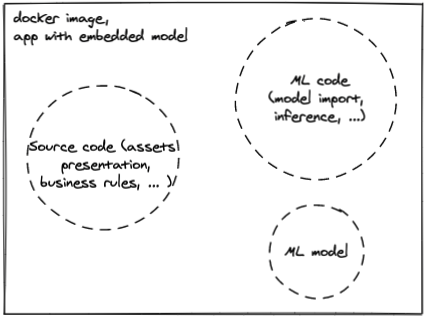 docker image,
app with embedded model
ML code
(model import,
inference, ...)
Source code (assets
presentation,
business rules, ... )
ML model